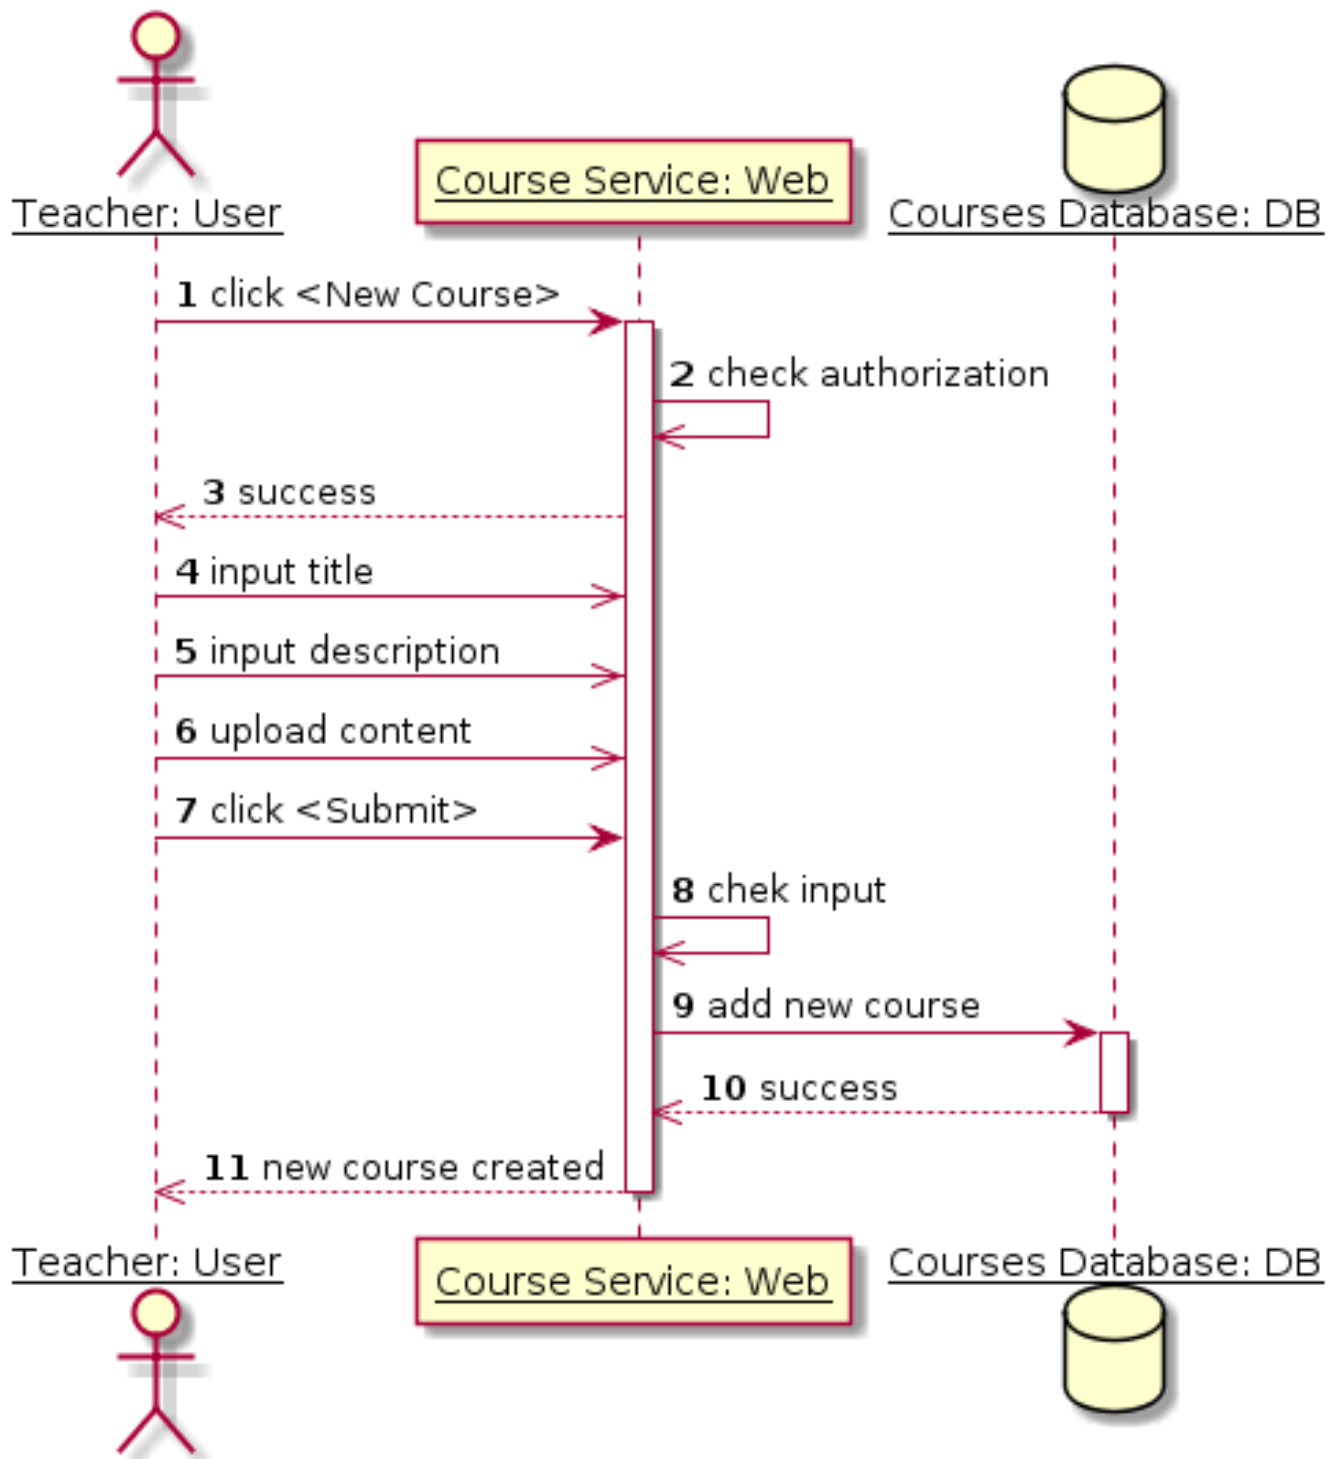 Teacher: User
Course Service: Web
Courses Database: DB
1 click <New Course>
2 check authorization
3 success
4 input title
5 input description
6 upload content
7 click <Submit>
8 chek input
9 add new course
10 success
11 new course created
Teacher: User
Course Service: Web
Courses Database: DB